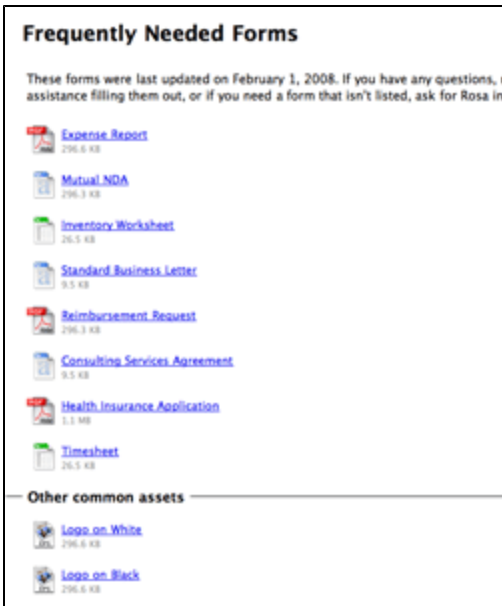 Frequently Needed Forms
These forms were last updated on February 1, 2008. If you have any questions,
assistance filling them out, or if you need a form that isn't listed, ask for Rosa in
Expense Report
296.6 KB
Mutual NDA
296.3 KB
Inventory Worksheet
26.5 KB
Standard Business Letter
9.5 KB
Reimbursement Request
296.3 KB
Consulting Services Agreement
9.5 KB
Health Insurance Application
1.1 MB
Timesheet
26.5 KB
Other common assets
Logo on White
296.6 KB
Logo on Black
296.6 KB